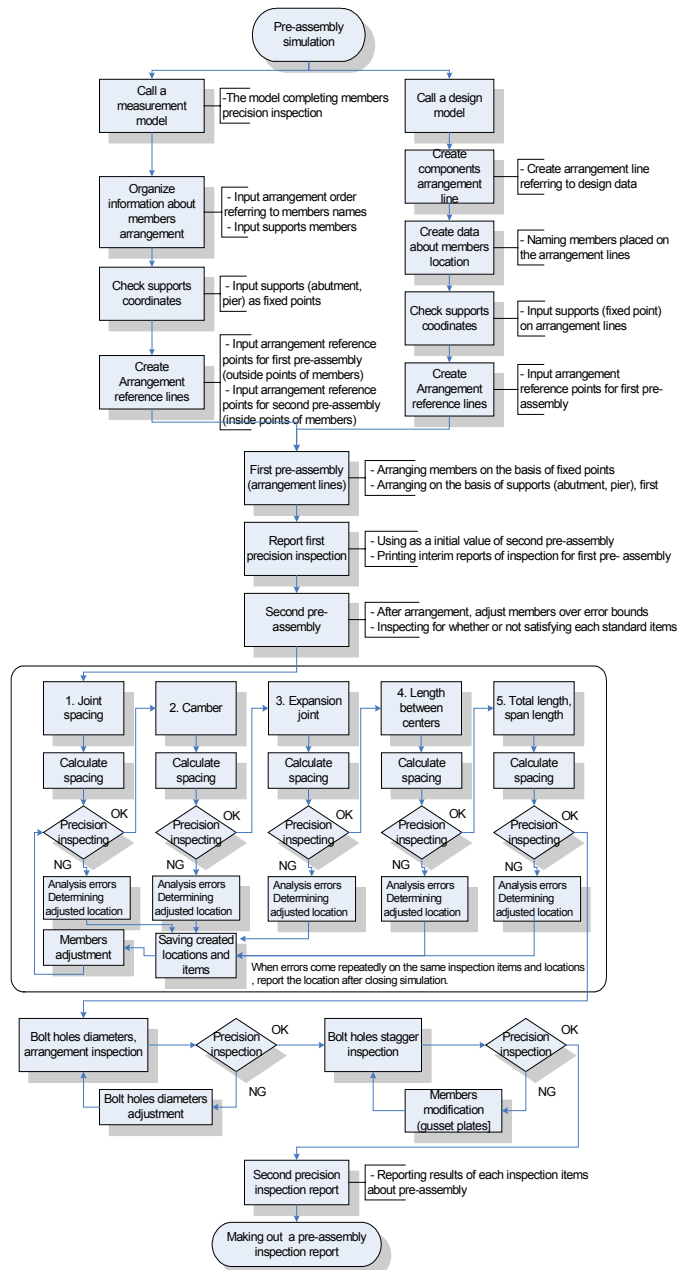 Pre-assembly
simulation
Call a
measurement
model
-The model completing members
precision inspection
Call a design
model
Create
components
arrangement
line
- Create arrangement line
referring to design data
Organize
information about
members
arrangement
- Input arrangement order
referring to members names
- Input supports members
Create data
about members
location
- Naming members placed on
the arrangement lines
Check supports
coordinates
- Input supports (abutment,
pier) as fixed points
Check supports
coodinates
- Input supports (fixed point)
on arrangement lines
Create
Arrangement
reference lines
- Input arrangement reference
points for first pre-assembly
(outside points of members)
- Input arrangement reference
points for second pre-assembly
(inside points of members)
Create
Arrangement
reference lines
- Input arrangement
reference points for first pre-
assembly
First pre-assembly
(arrangement lines)
- Arranging members on the basis of fixed points
- Arranging on the basis of supports (abutment, pier), first
Report first
precision inspection
- Using as a initial value of second pre-assembly
- Printing interim reports of inspection for first pre- assembly
Second pre-
assembly
- After arrangement, adjust members over error bounds
- Inspecting for whether or not satisfying each standard items
1. Joint
spacing
2. Camber
3. Expansion
joint
4. Length
between
centers
5. Total length,
span length
Calculate
spacing
Calculate
spacing
Calculate
spacing
Calculate
spacing
Calculate
spacing
OK
OK
OK
OK
Precision
inspecting
Precision
inspecting
Precision
inspecting
Precision
inspecting
Precision
inspecting
NG
NG
NG
NG
NG
Analysis errors
Determining
adjusted location
Analysis errors
Determining
adjusted location
Analysis errors
Determining
adjusted location
Analysis errors
Determining
adjusted location
Analysis errors
Determining
adjusted location
Members
adjustment
Saving created
locations and
items
When errors come repeatedly on the same inspection items and locations
, report the location after closing simulation.
Bolt holes diameters,
arrangement inspection
Precision
inspection
OK
NG
Bolt holes diameters
adjustment
Bolt holes stagger
inspection
Precision
inspection
OK
NG
Members
modification
(gusset plates]
Second precision
inspection report
- Reporting results of each inspection items
about pre-assembly
Making out a pre-assembly
inspection report